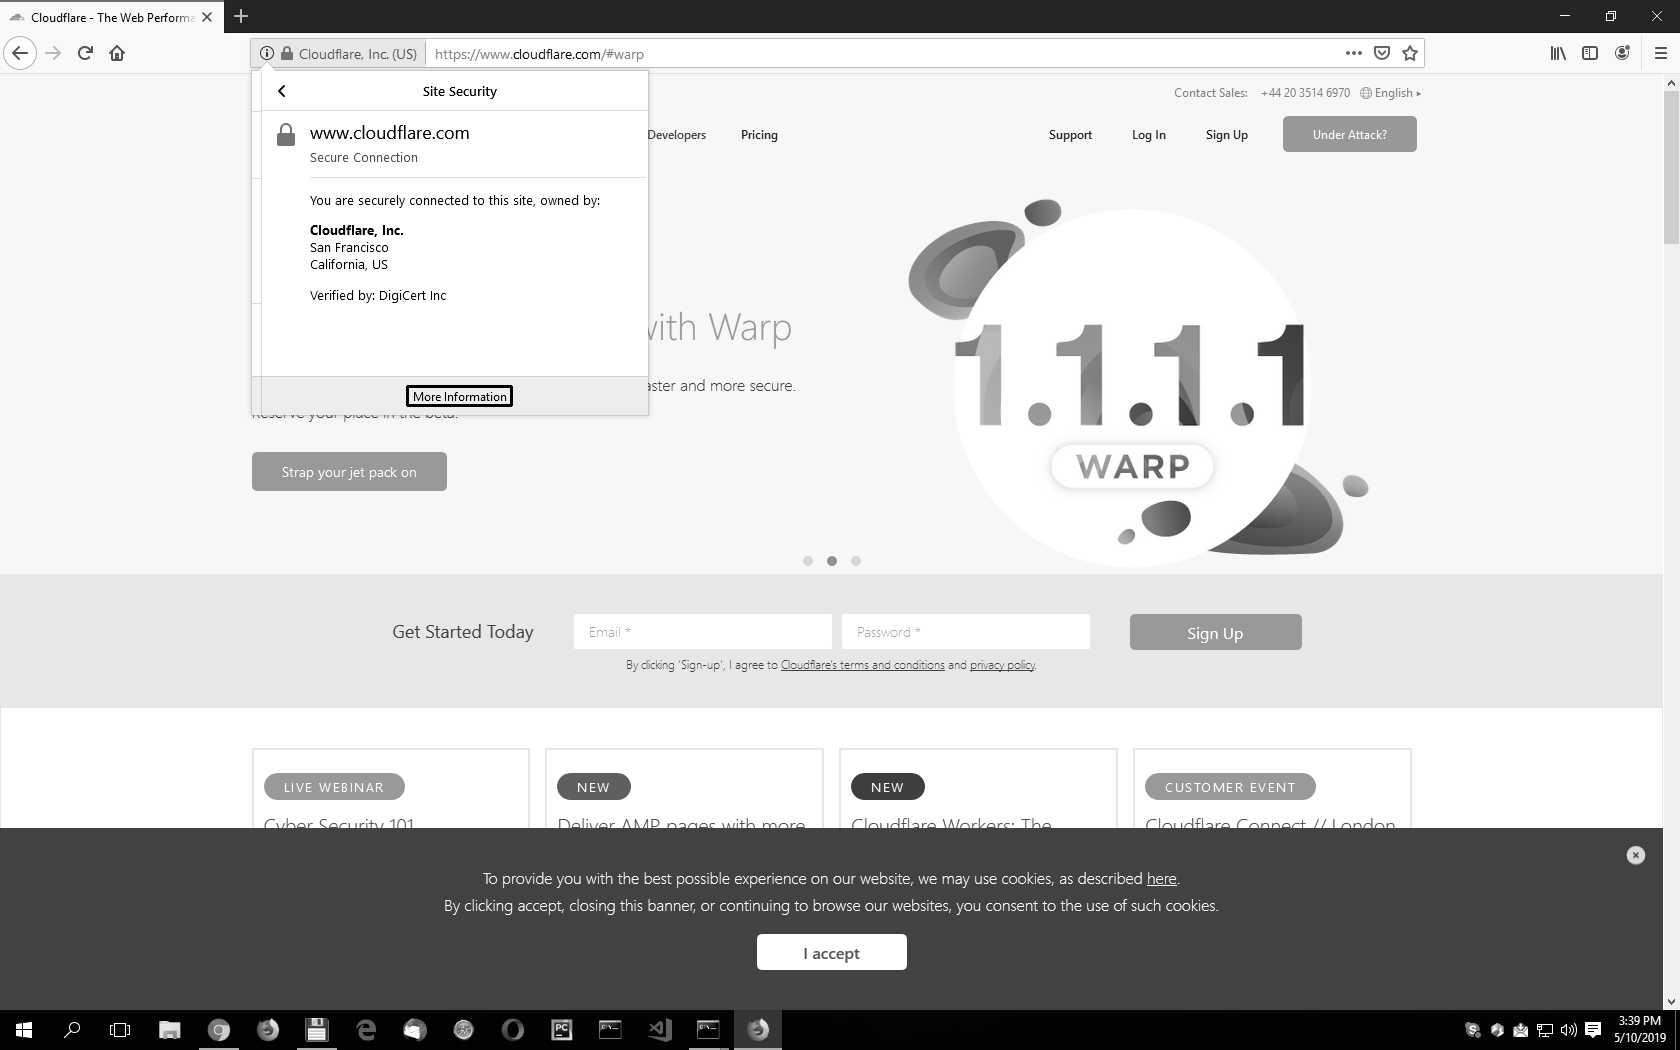 Cloudflare - The Web Performa
Cloudflare, Inc. (US)
https://www.cloudflare.com/#warp
Site Security
www.cloudflare.com
Secure Connection
You are securely connected to this site, owned by:
Cloudflare, Inc.
San Francisco
California, US
Verified by: DigiCert Inc
More Information
Contact Sales: +44 20 3514 6970 English ▸
Developers Pricing Support Log In Sign Up Under Attack?
with Warp
aster and more secure.
Reserve your place in the beta.
Strap your jet pack on
1.1.1.1
WARP
Get Started Today Email * Password * Sign Up
By clicking 'Sign-up', I agree to Cloudflare's terms and conditions and privacy policy.
LIVE WEBINAR
Cyber Security 101
NEW
Deliver AMP pages with more
NEW
Cloudflare Workers: The
CUSTOMER EVENT
Cloudflare Connect // London
To provide you with the best possible experience on our website, we may use cookies, as described here.
By clicking accept, closing this banner, or continuing to browse our websites, you consent to the use of such cookies.
I accept
PC
3:39 PM
5/10/2019